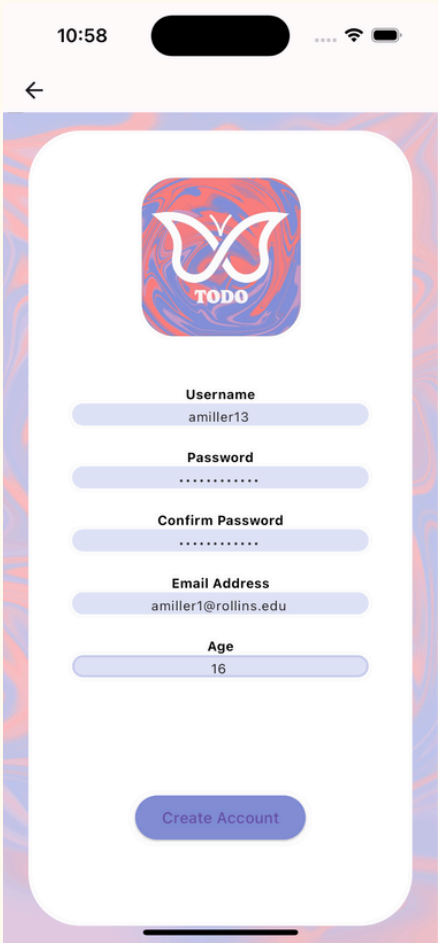 10:58
TODO
Username
amiller13
Password
••••••••••••
Confirm Password
••••••••••••
Email Address
amiller1@rollins.edu
Age
16
Create Account